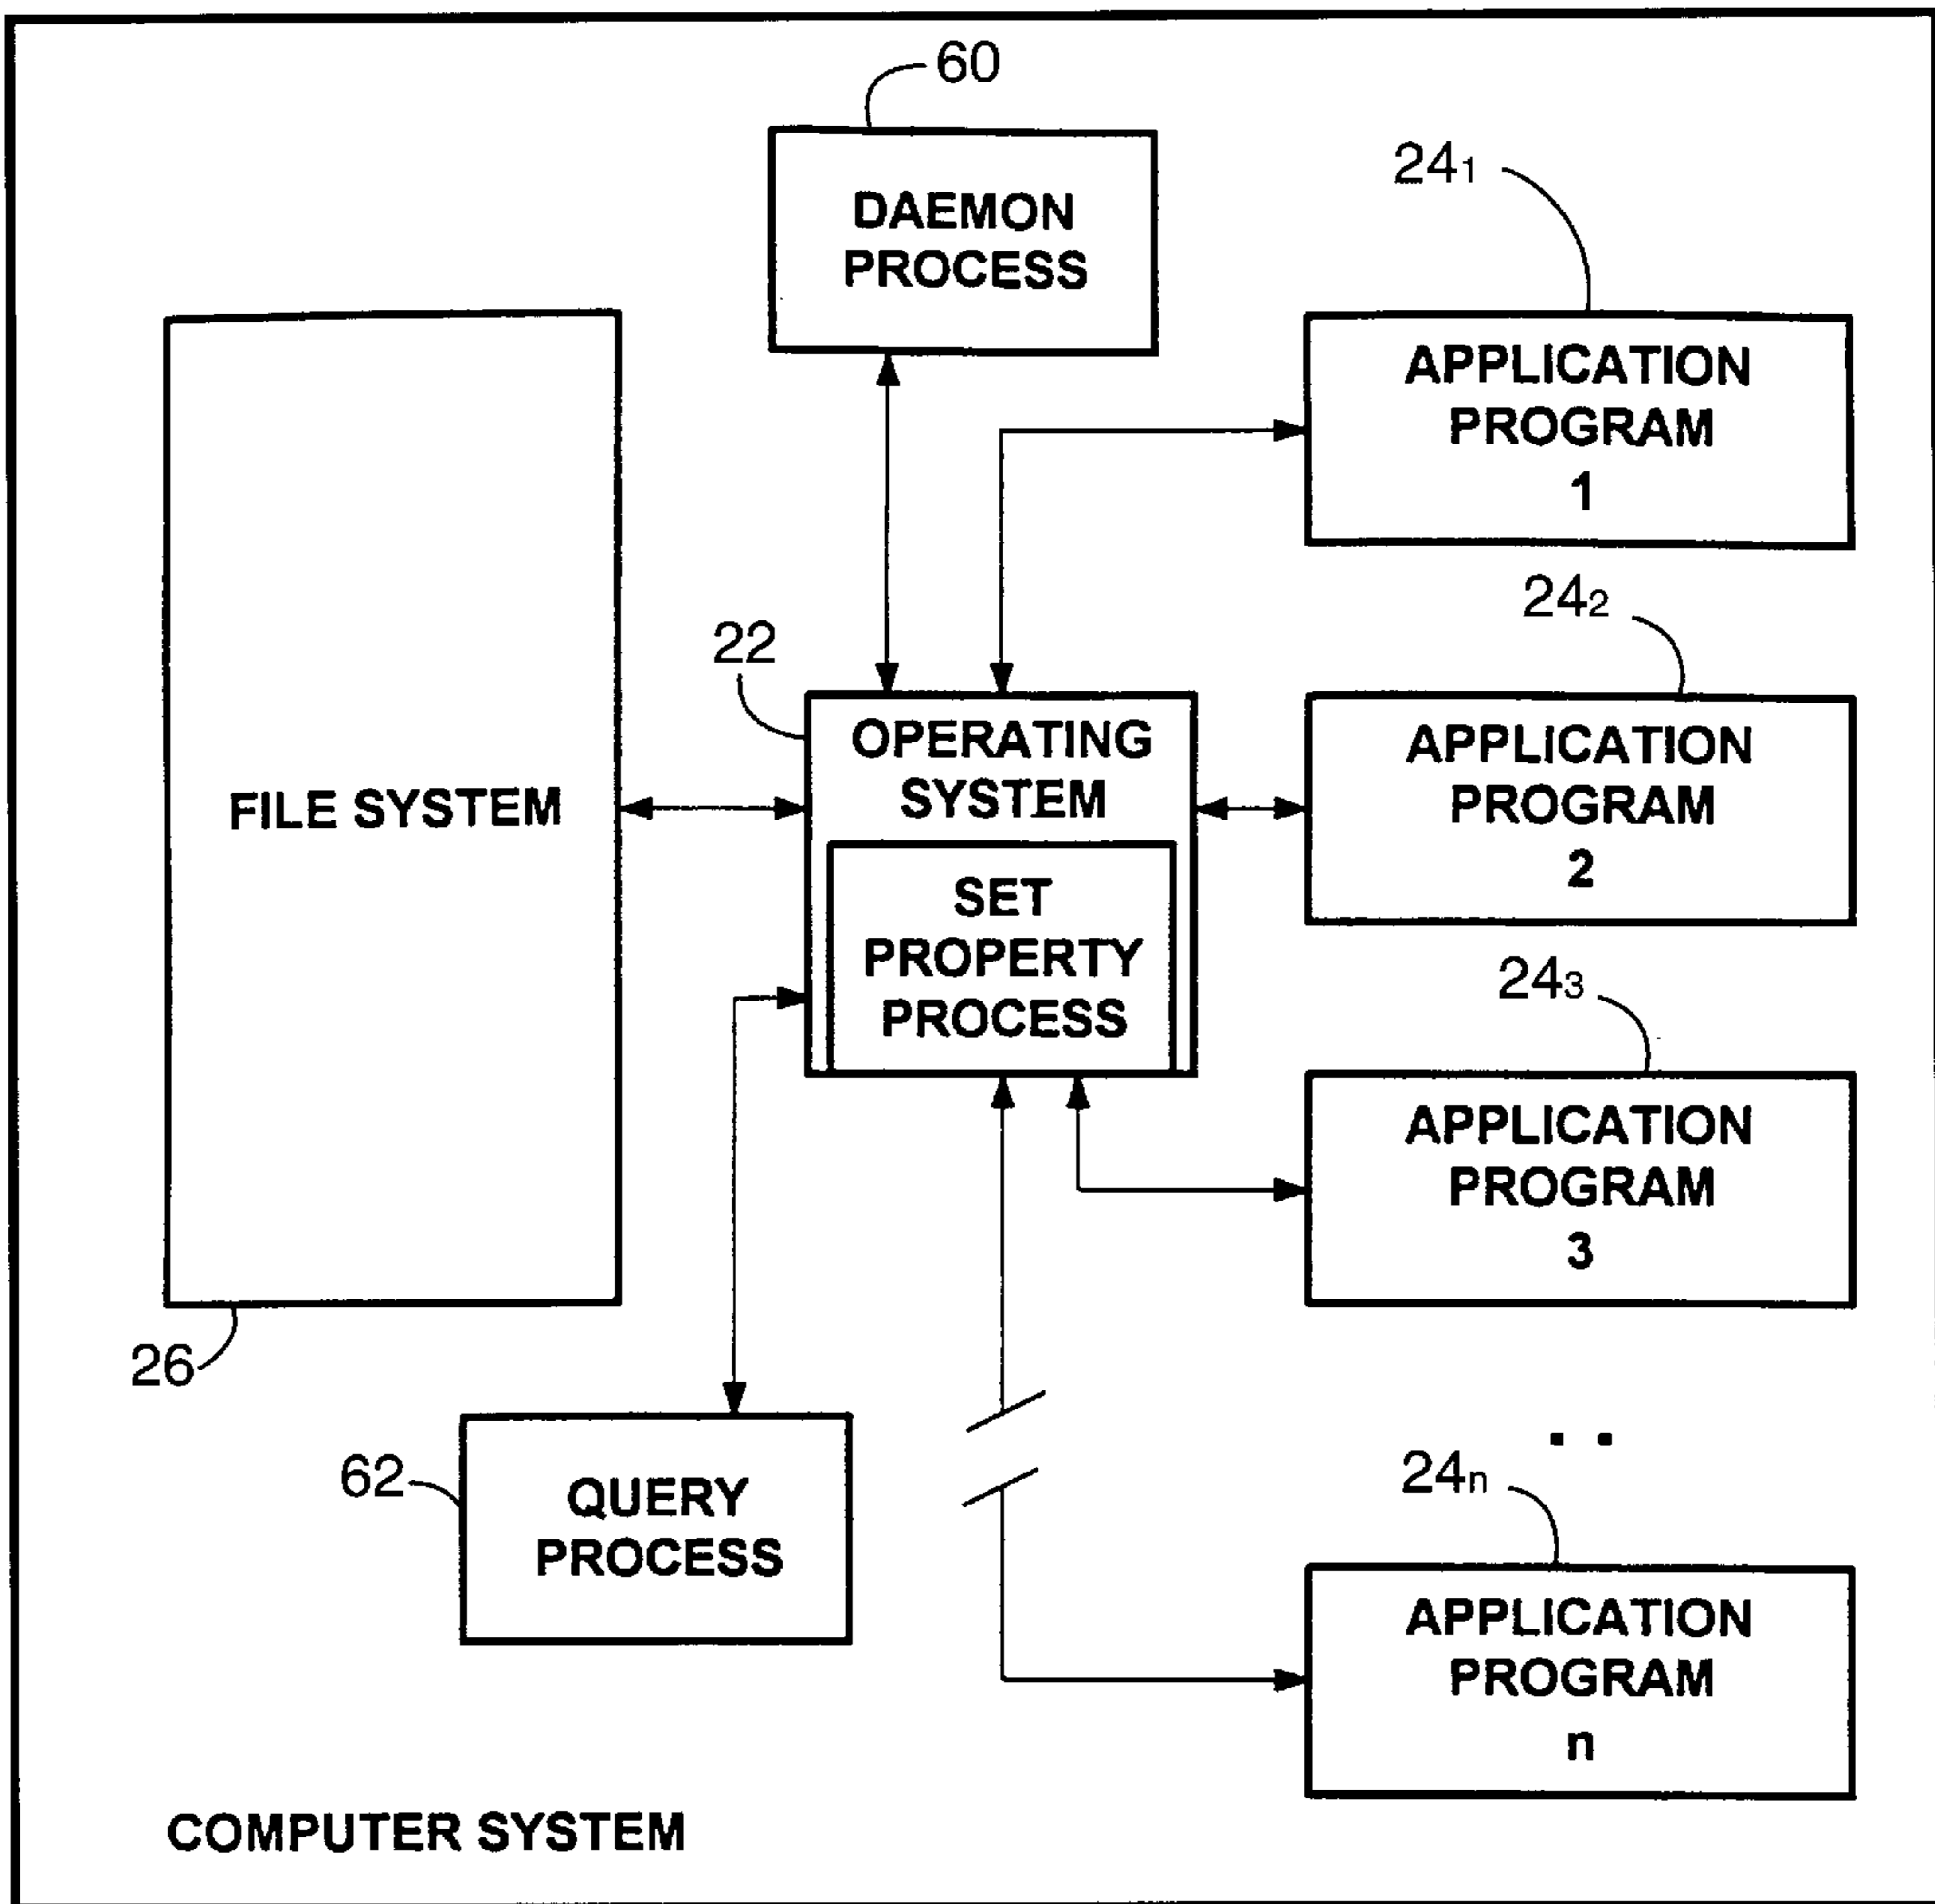 60
DAEMON
PROCESS
24₁
APPLICATION
PROGRAM
1
24₂
22
OPERATING
SYSTEM
APPLICATION
PROGRAM
2
FILE SYSTEM
SET
PROPERTY
PROCESS
24₃
APPLICATION
PROGRAM
3
26
62
QUERY
PROCESS
. .
24ₙ
APPLICATION
PROGRAM
n
COMPUTER SYSTEM